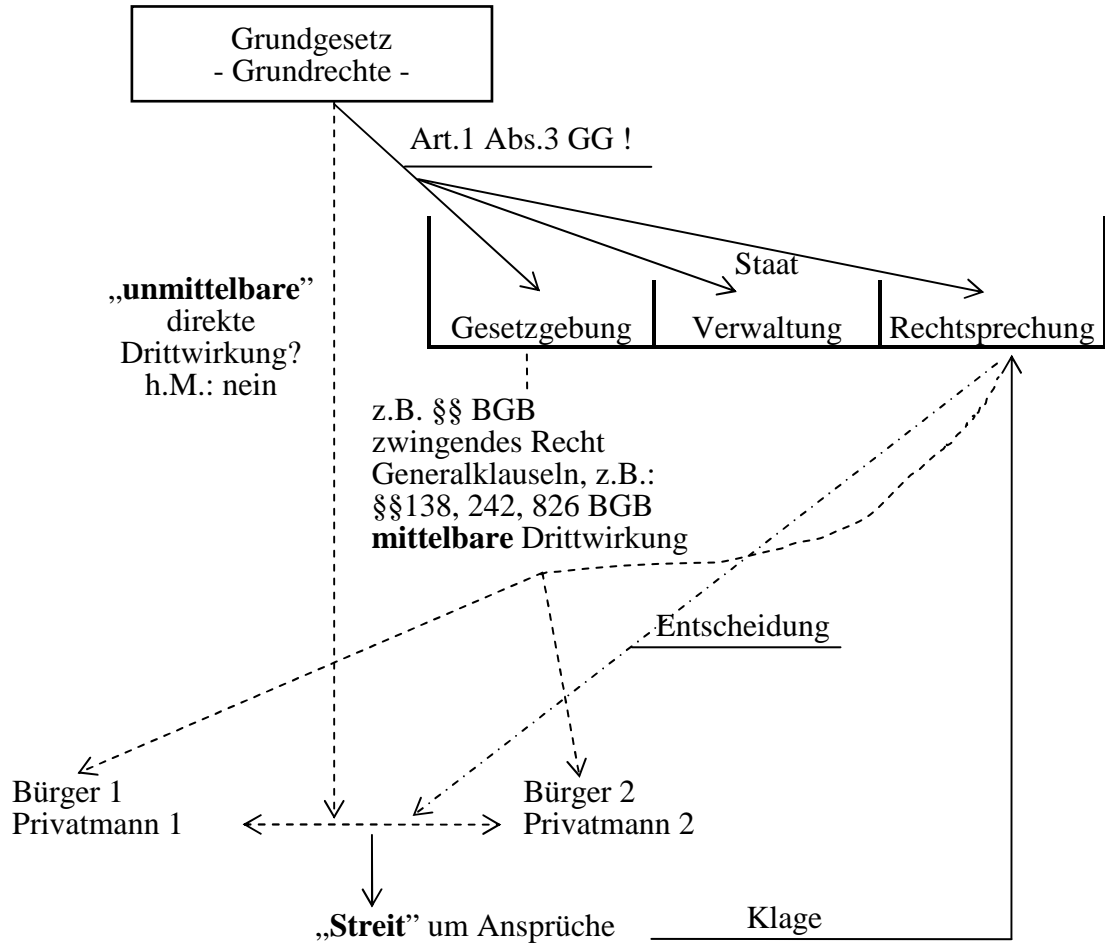 Grundgesetz
- Grundrechte -
Art.1 Abs.3 GG !
Staat
Gesetzgebung
Verwaltung
Rechtsprechung
„unmittelbare”
direkte
Drittwirkung?
h.M.: nein
z.B. §§ BGB
zwingendes Recht
Generalklauseln, z.B.:
§§138, 242, 826 BGB
mittelbare Drittwirkung
Entscheidung
Bürger 1
Privatmann 1
Bürger 2
Privatmann 2
„Streit” um Ansprüche
Klage